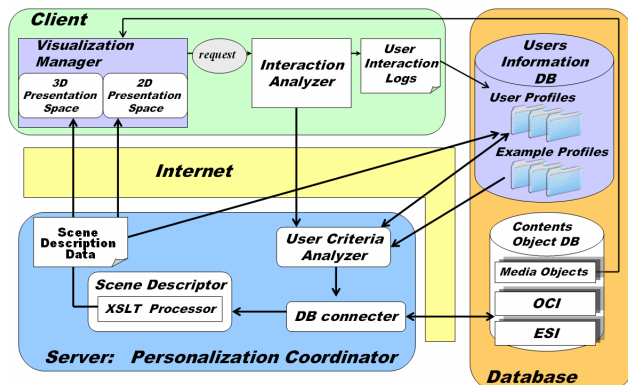 Client
Visualization
Manager
3D
Presentation
Space
2D
Presentation
Space
request
Interaction
Analyzer
User
Interaction
Logs
Users
Information
DB
User Profiles
Example Profiles
Internet
Scene
Description
Data
User Criteria
Analyzer
Scene Descriptor
XSLT Processor
DB connecter
Server: Personalization Coordinator
Contents
Object DB
Media Objects
OCI
ESI
Database